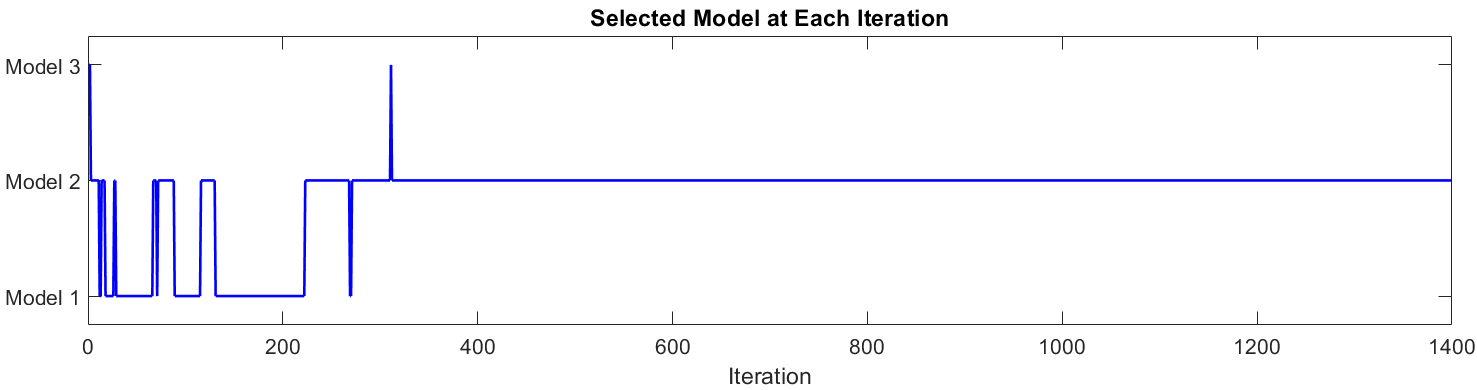 Selected Model at Each Iteration
Model 3
Model 2
Model 1
0 200 400 600 800 1000 1200 1400
Iteration